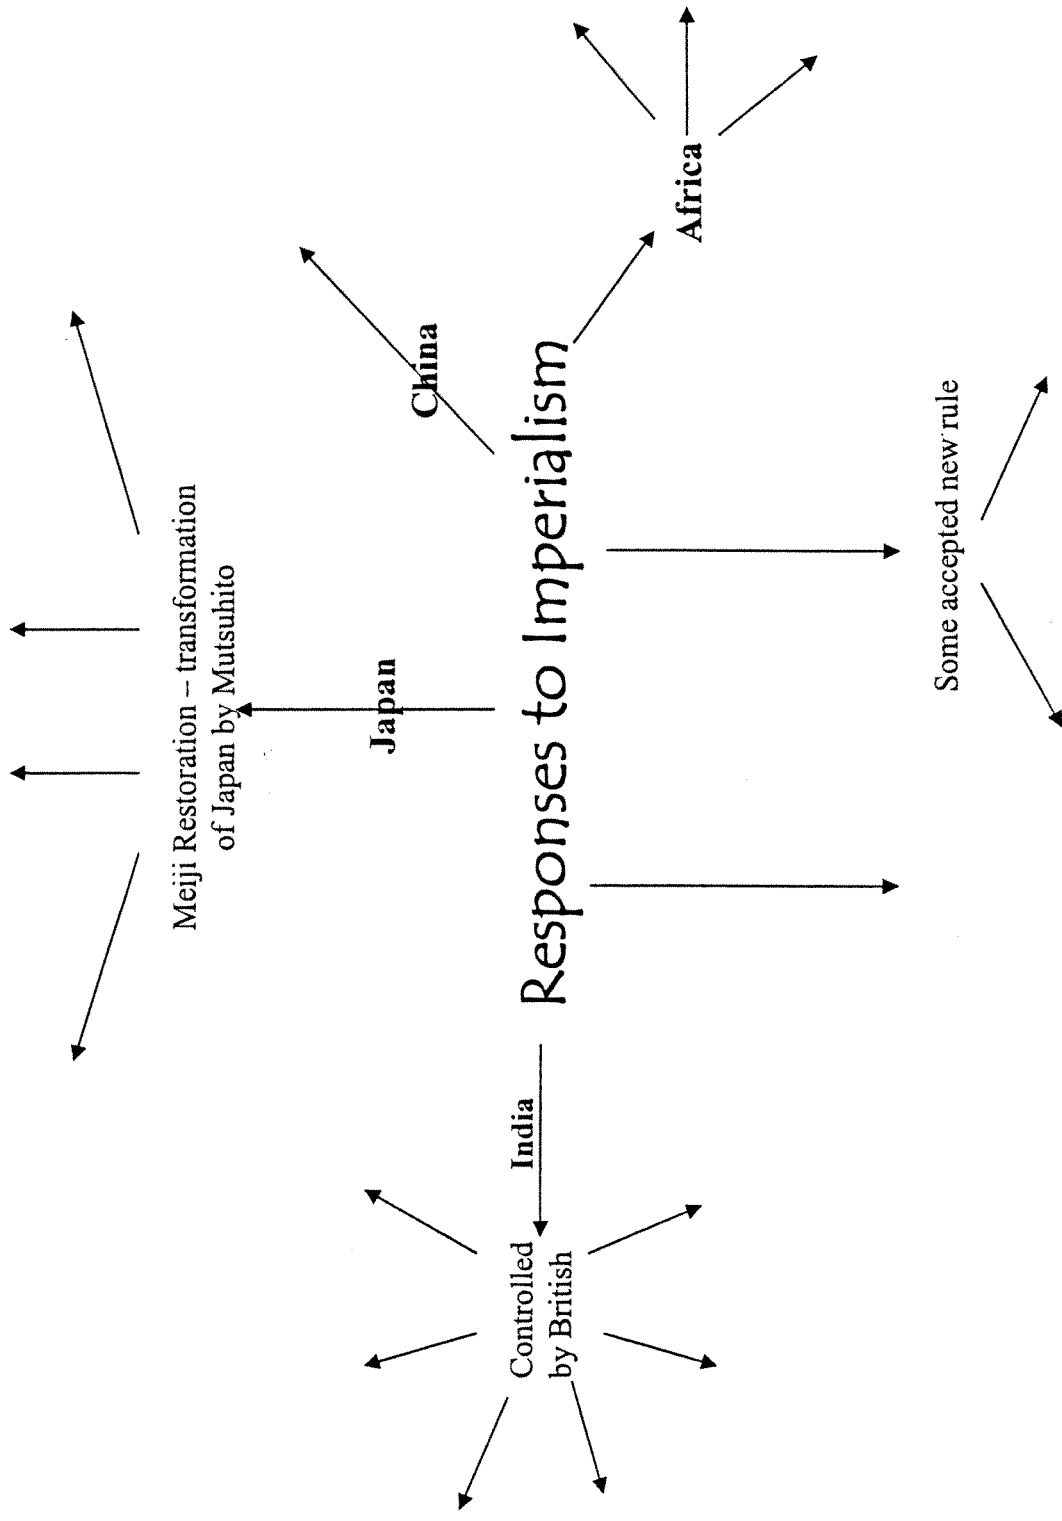 Meiji Restoration – transformation
of Japan by Mutsuhito
Japan
China
Responses to Imperialism
India
Controlled
by British
Africa
Some accepted new rule